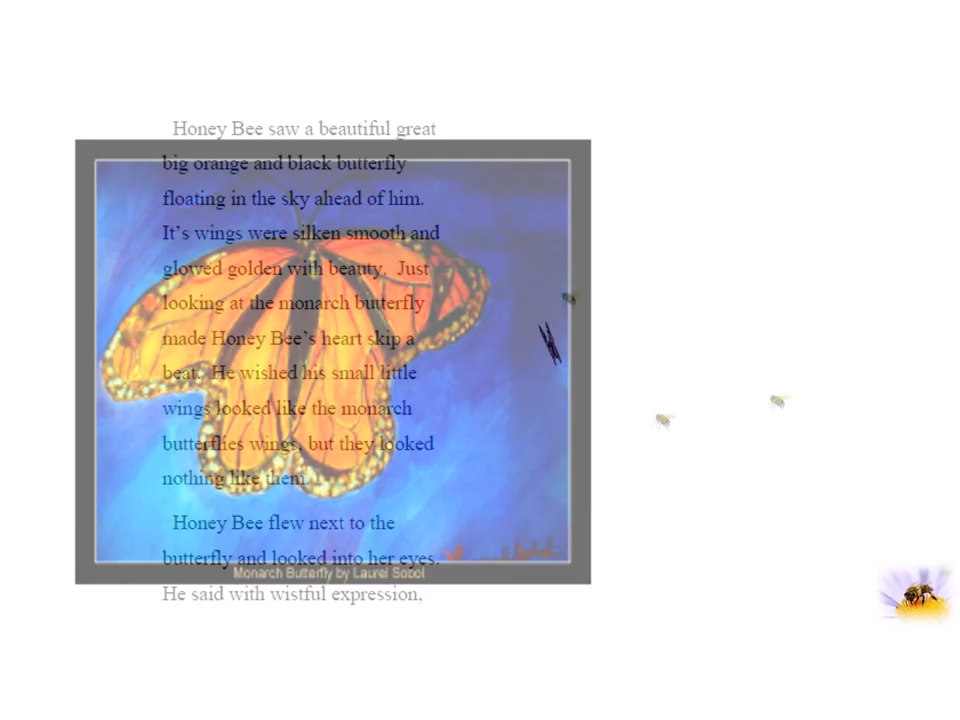 Honey Bee saw a beautiful great
big orange and black butterfly
floating in the sky ahead of him.
It’s wings were silken smooth and
glowed golden with beauty.  Just
looking at the monarch butterfly
made Honey Bee’s heart skip a
beat.  He wished his small little
wings looked like the monarch
butterflies wings, but they looked
nothing like them.
Honey Bee flew next to the
butterfly and looked into her eyes.
Monarch Butterfly by Laurel Sobol
He said with wistful expression,